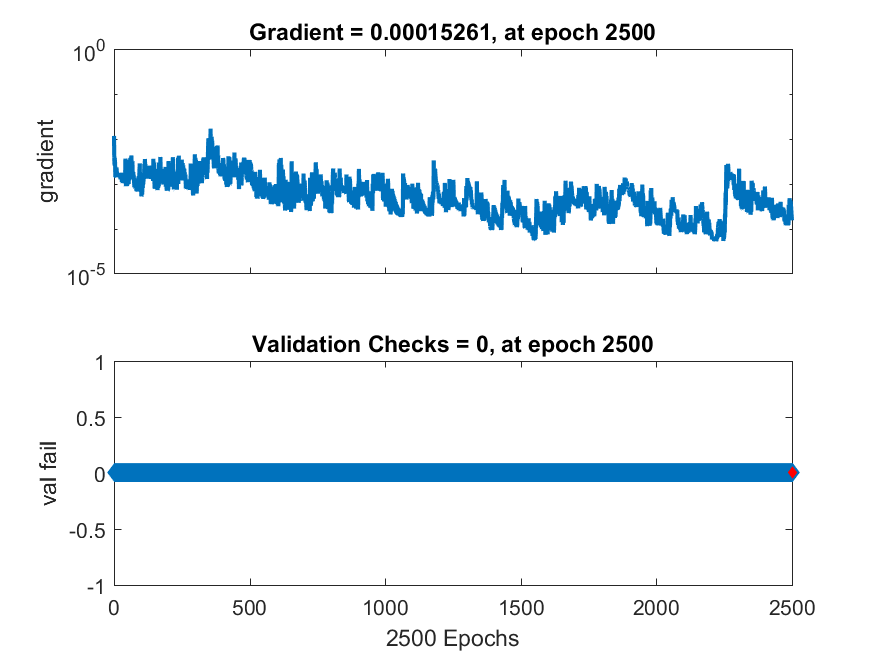 Gradient = 0.00015261, at epoch 2500
10^0
gradient
10^-5
Validation Checks = 0, at epoch 2500
1
0.5
val fail
0
-0.5
-1
0 500 1000 1500 2000 2500
2500 Epochs